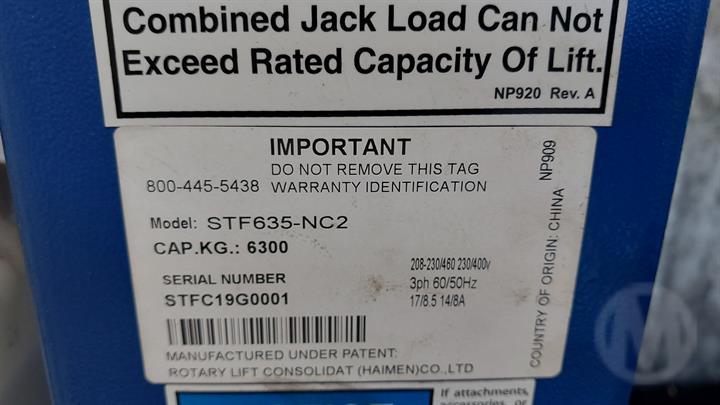 Combined Jack Load Can Not
Exceed Rated Capacity Of Lift.
NP920 Rev. A
IMPORTANT
DO NOT REMOVE THIS TAG
800-445-5438 WARRANTY IDENTIFICATION
Model: STF635-NC2
CAP.KG.: 6300
SERIAL NUMBER
STFC19G0001
208-230/460 230/400v
3ph 60/50Hz
17/8.5 14/8A
MANUFACTURED UNDER PATENT:
ROTARY LIFT CONSOLIDAT (HAIMEN)CO.,LTD
COUNTRY OF ORIGIN: CHINA NP909
If attachments,
accessories or
M